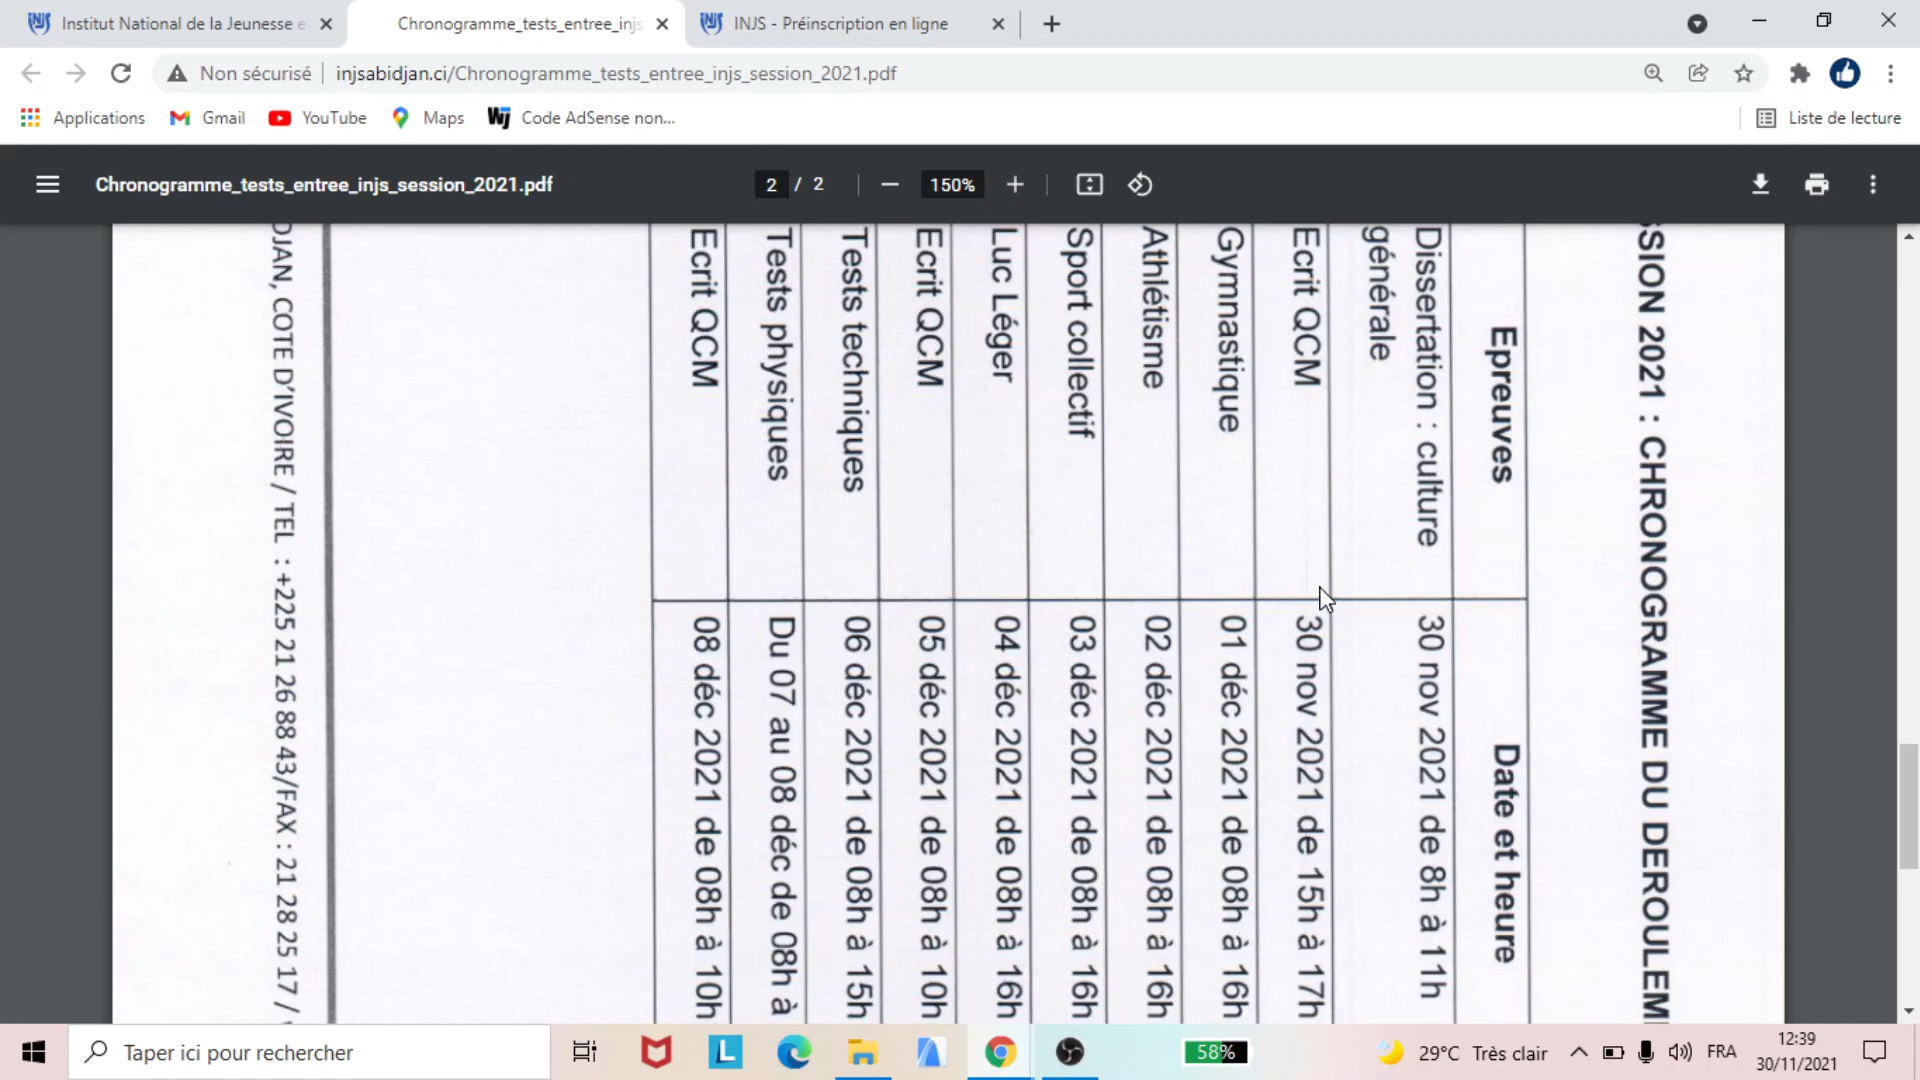 Institut National de la Jeunesse e
Chronogramme_tests_entree_injs
INJS - Préinscription en ligne
Non sécurisé
injsabidjan.ci/Chronogramme_tests_entree_injs_session_2021.pdf
Applications
Gmail
YouTube
Maps
Code AdSense non...
Liste de lecture
Chronogramme_tests_entree_injs_session_2021.pdf
2 / 2
150%
SSION 2021 : CHRONOGRAMME DU DEROULEM
Epreuves
Date et heure
Dissertation : culture
générale
30 nov 2021 de 8h à 11h
Ecrit QCM
30 nov 2021 de 15h à 17h
Gymnastique
01 déc 2021 de 08h à 16h
Athlétisme
02 déc 2021 de 08h à 16h
Sport collectif
03 déc 2021 de 08h à 16h
Luc Léger
04 déc 2021 de 08h à 16h
Ecrit QCM
05 déc 2021 de 08h à 10h
Tests techniques
06 déc 2021 de 08h à 15h
Tests physiques
Du 07 au 08 déc de 08h à
Ecrit QCM
08 déc 2021 de 08h à 10h
DJAN, COTE D'IVOIRE / TEL : +225 21 26 88 43/FAX : 21 28 25 17 /
Taper ici pour rechercher
58%
29°C Très clair
FRA
12:39
30/11/2021